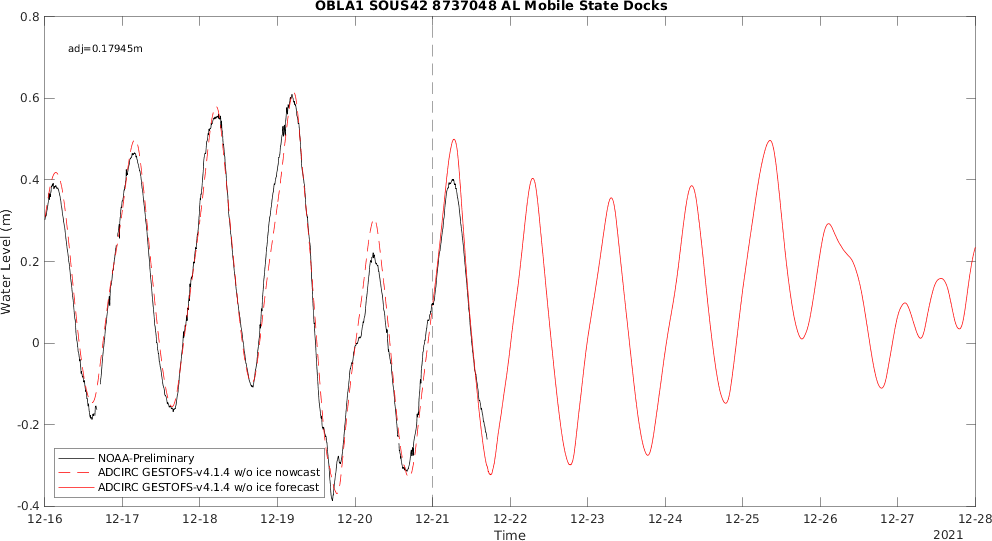 OBLA1 SOUS42 8737048 AL Mobile State Docks
adj=0.17945m
Water Level (m)
0.8
0.6
0.4
0.2
0
-0.2
-0.4
NOAA-Preliminary
ADCIRC GESTOFS-v4.1.4 w/o ice nowcast
ADCIRC GESTOFS-v4.1.4 w/o ice forecast
12-16 12-17 12-18 12-19 12-20 12-21 12-22 12-23 12-24 12-25 12-26 12-27 12-28
Time
2021